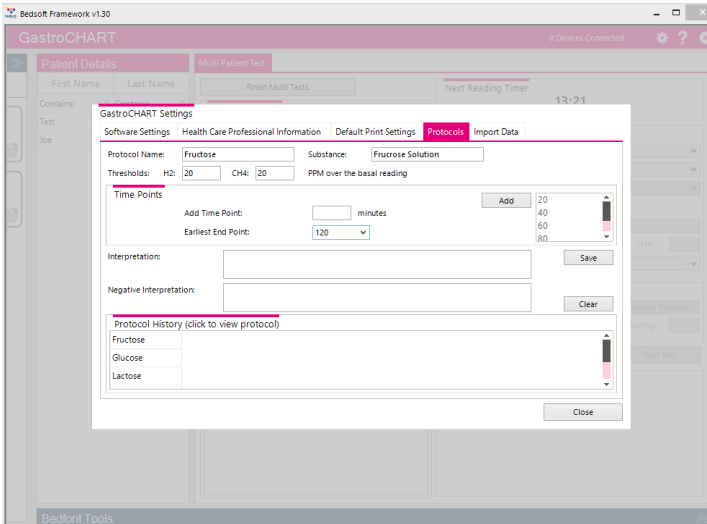 Bedsoft Framework v1.30
GastroCHART
0 Devices Connected
Patient Details
Multi Patient Test
First Name Last Name
Finish Multi Tests
Next Reading Timer
13:21
Contains:
Test
Joe
GastroCHART Settings
Software Settings Health Care Professional Information Default Print Settings Protocols Import Data
Protocol Name: Fructose Substance: Frucrose Solution
Thresholds: H2: 20 CH4: 20 PPM over the basal reading
Time Points
Add
20
40
60
80
Add Time Point: minutes
Earliest End Point: 120
Interpretation:
Save
Negative Interpretation:
Clear
Protocol History (click to view protocol)
Fructose
Glucose
Lactose
Close
CH4:
Reading
Start Test
Bedfont Tools